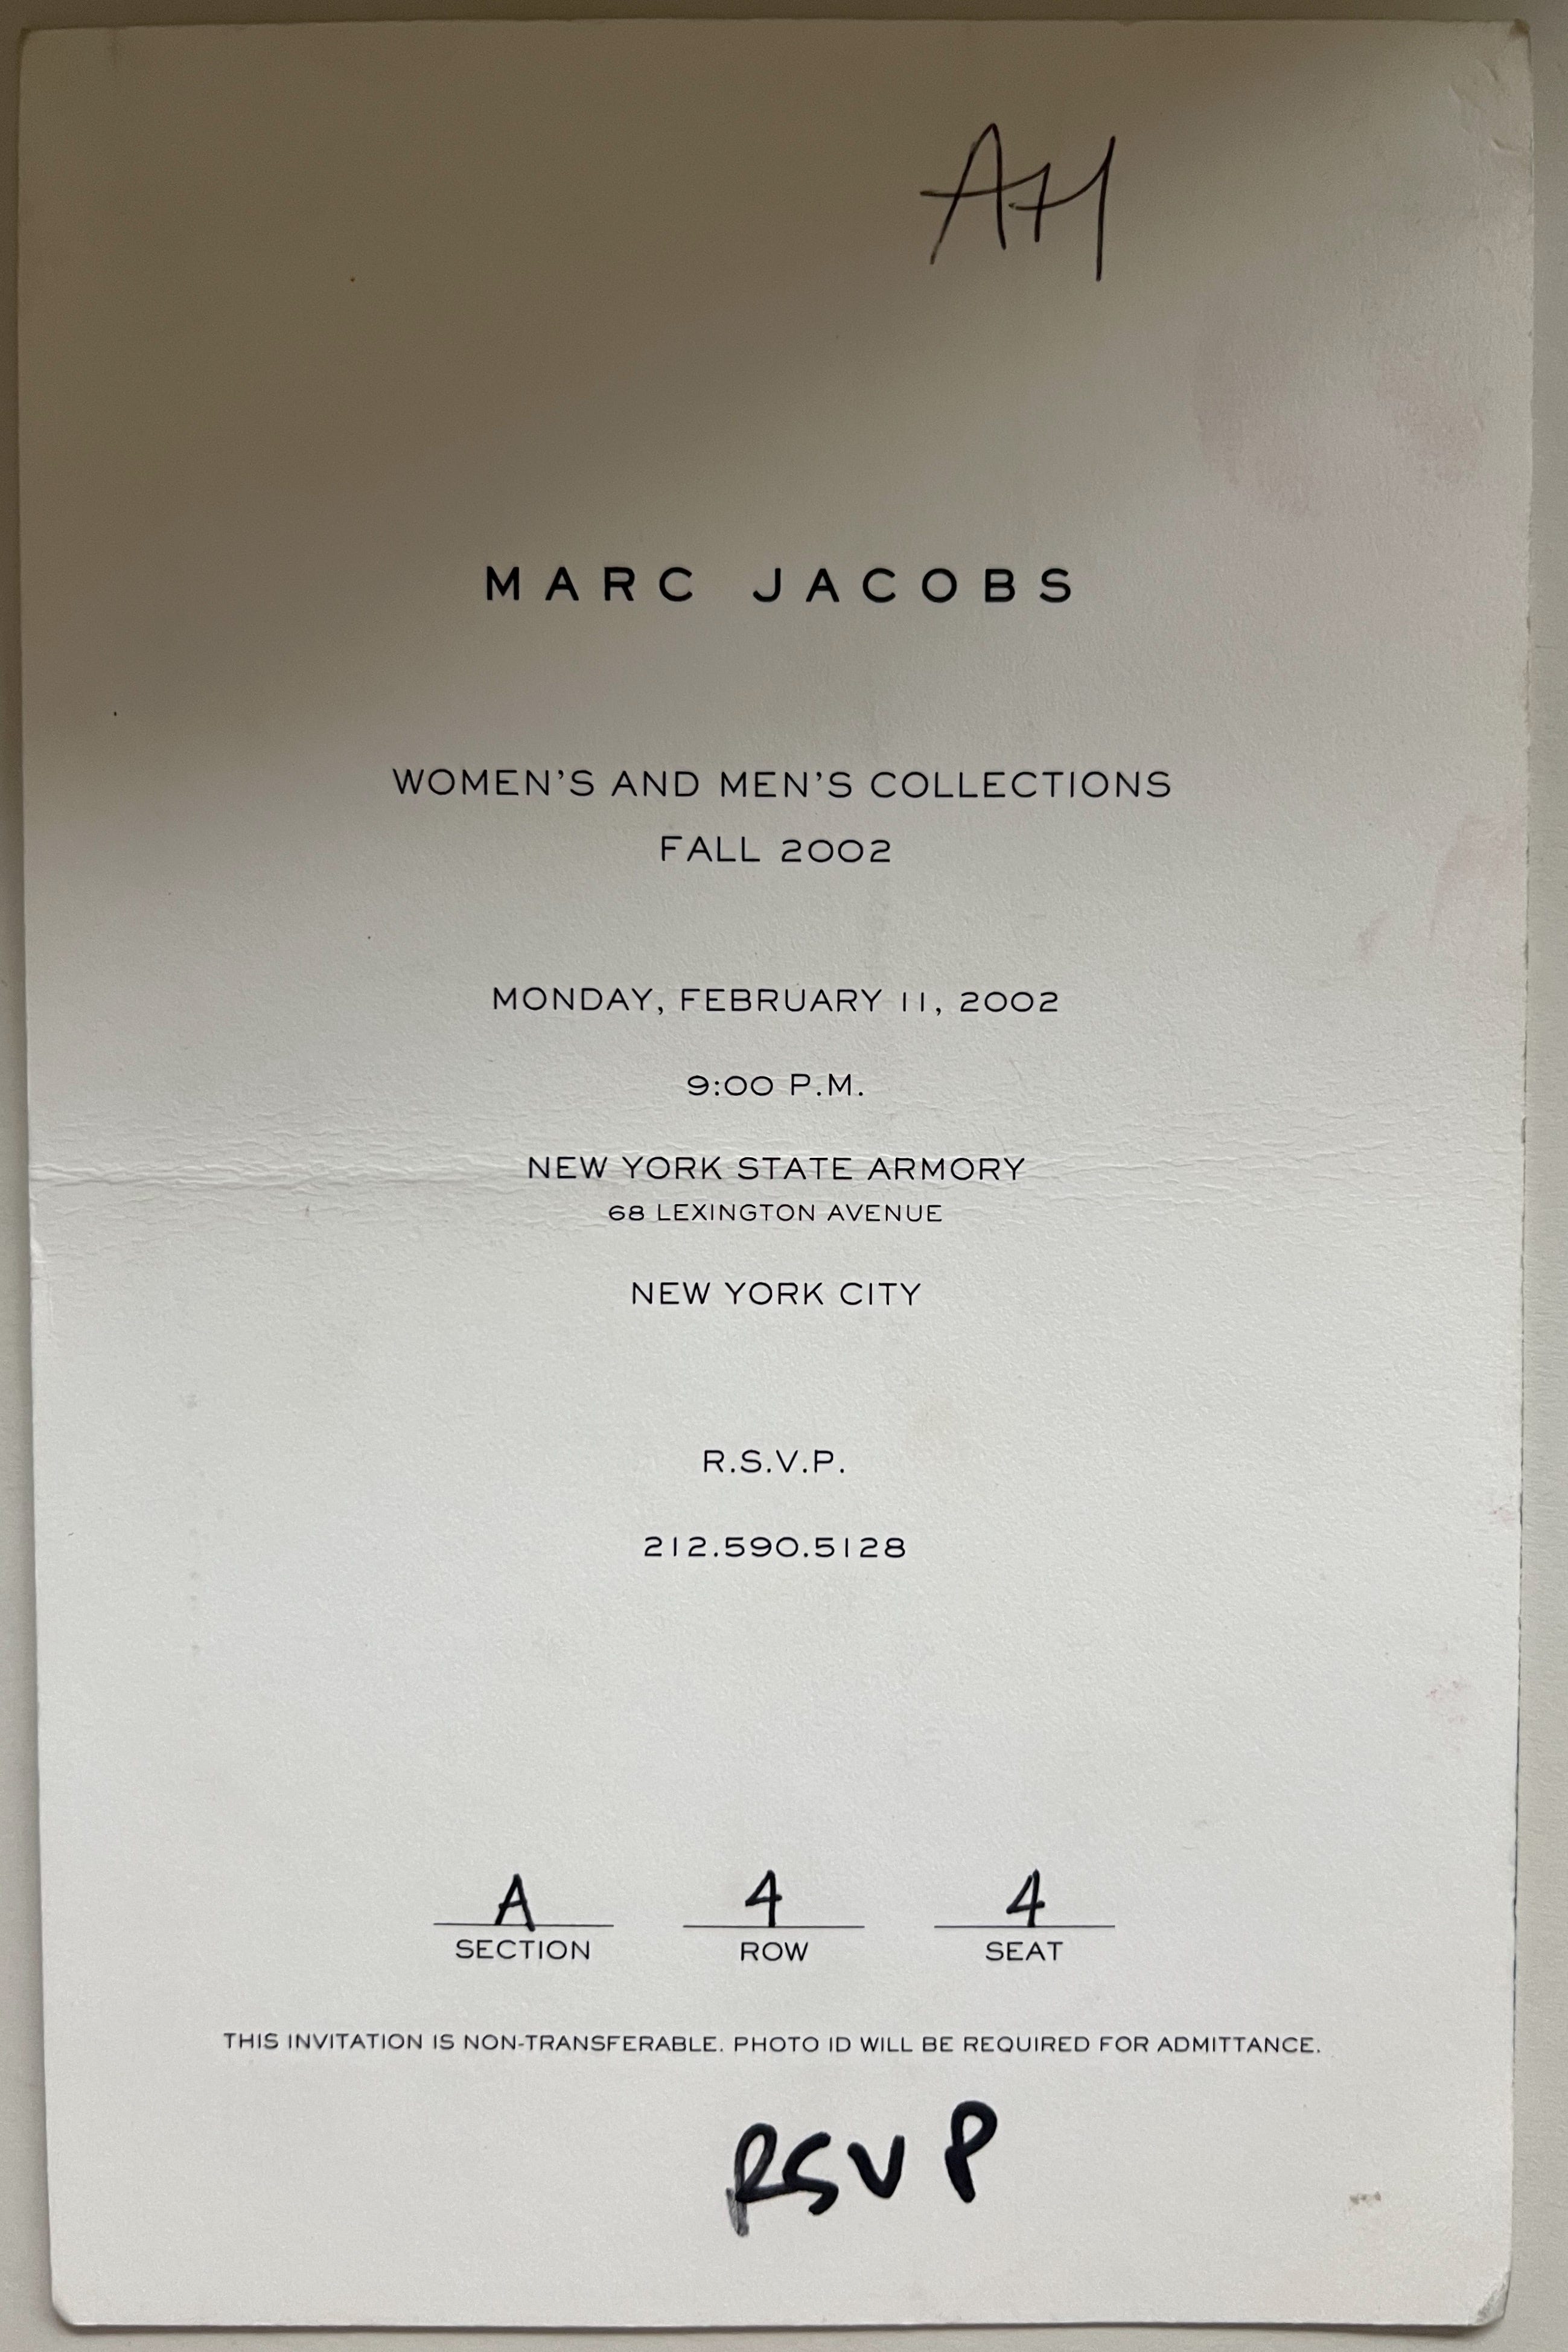 AH
MARC JACOBS
WOMEN'S AND MEN'S COLLECTIONS
FALL 2002
MONDAY, FEBRUARY 11, 2002
9:00 P.M.
NEW YORK STATE ARMORY
68 LEXINGTON AVENUE
NEW YORK CITY
R.S.V.P.
212.590.5128
A 4 4
SECTION ROW SEAT
THIS INVITATION IS NON-TRANSFERABLE. PHOTO ID WILL BE REQUIRED FOR ADMITTANCE.
RSVP